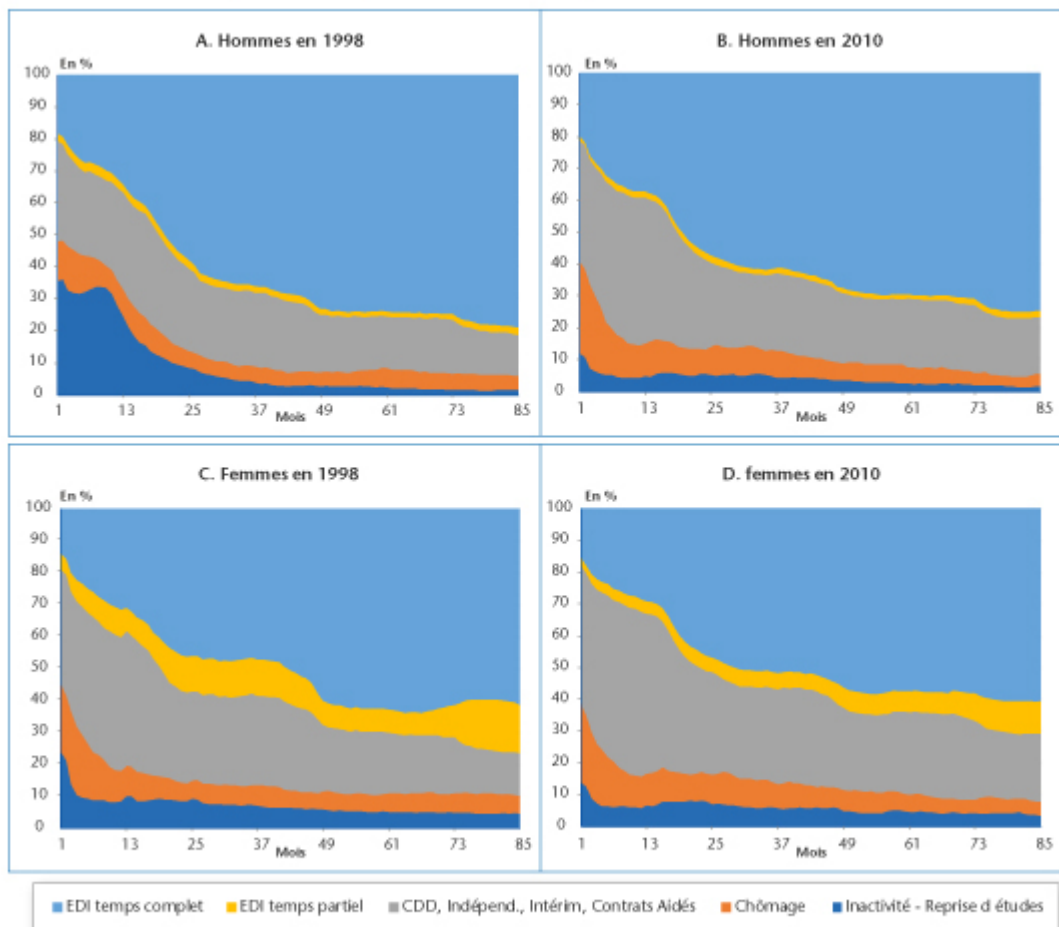 A. Hommes en 1998
En %
100
90
80
70
60
50
40
30
20
10
0
1 13 25 37 49 61 73 85
Mois
B. Hommes en 2010
En %
100
90
80
70
60
50
40
30
20
10
0
1 13 25 37 49 61 73 85
Mois
C. Femmes en 1998
En %
100
90
80
70
60
50
40
30
20
10
0
1 13 25 37 49 61 73 85
Mois
D. femmes en 2010
En %
100
90
80
70
60
50
40
30
20
10
0
1 13 25 37 49 61 73 85
Mois
EDI temps complet EDI temps partiel CDD, Indépend., Intérim, Contrats Aidés Chômage Inactivité - Reprise d études